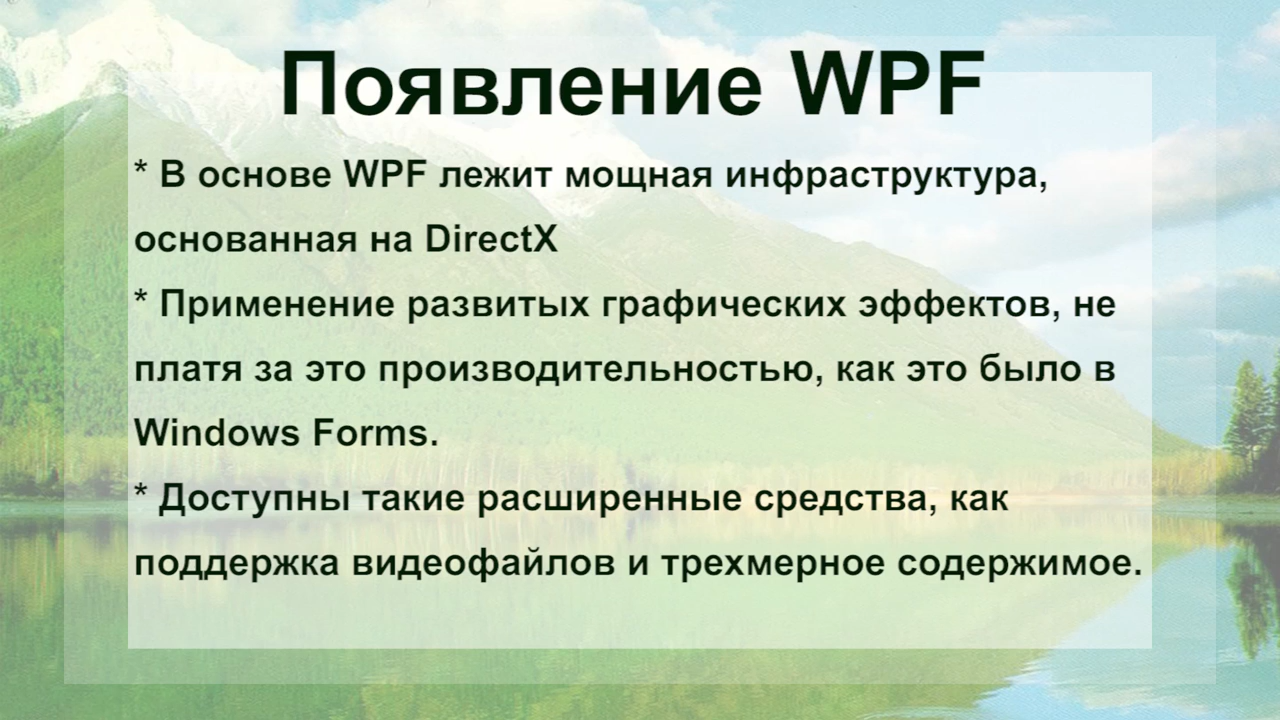 Появление WPF
* В основе WPF лежит мощная инфраструктура,
основанная на DirectX
* Применение развитых графических эффектов, не
платя за это производительностью, как это было в
Windows Forms.
* Доступны такие расширенные средства, как
поддержка видеофайлов и трехмерное содержимое.